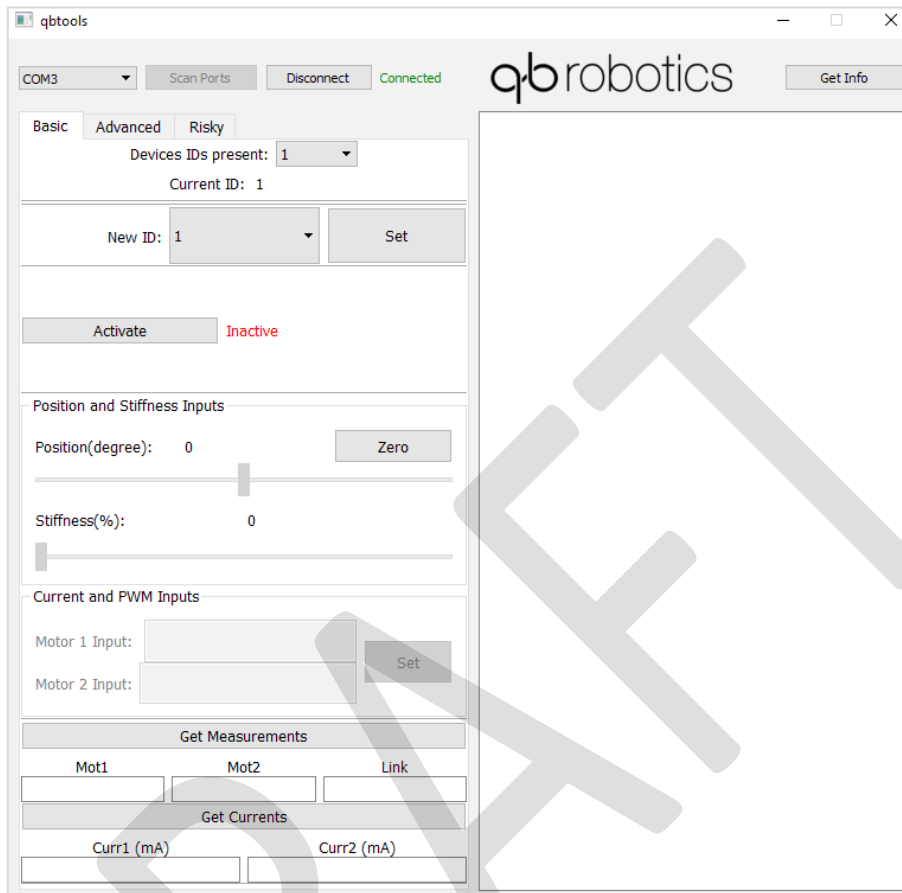 qbtools
COM3 Scan Ports Disconnect Connected
qbrobotics
Get Info
Basic Advanced Risky
Devices IDs present: 1
Current ID: 1
New ID: 1 Set
Activate Inactive
Position and Stiffness Inputs
Position(degree): 0 Zero
Stiffness(%): 0
Current and PWM Inputs
Motor 1 Input:
Set
Motor 2 Input:
Get Measurements
Mot1 Mot2 Link
Get Currents
Curr1 (mA) Curr2 (mA)
DRAFT